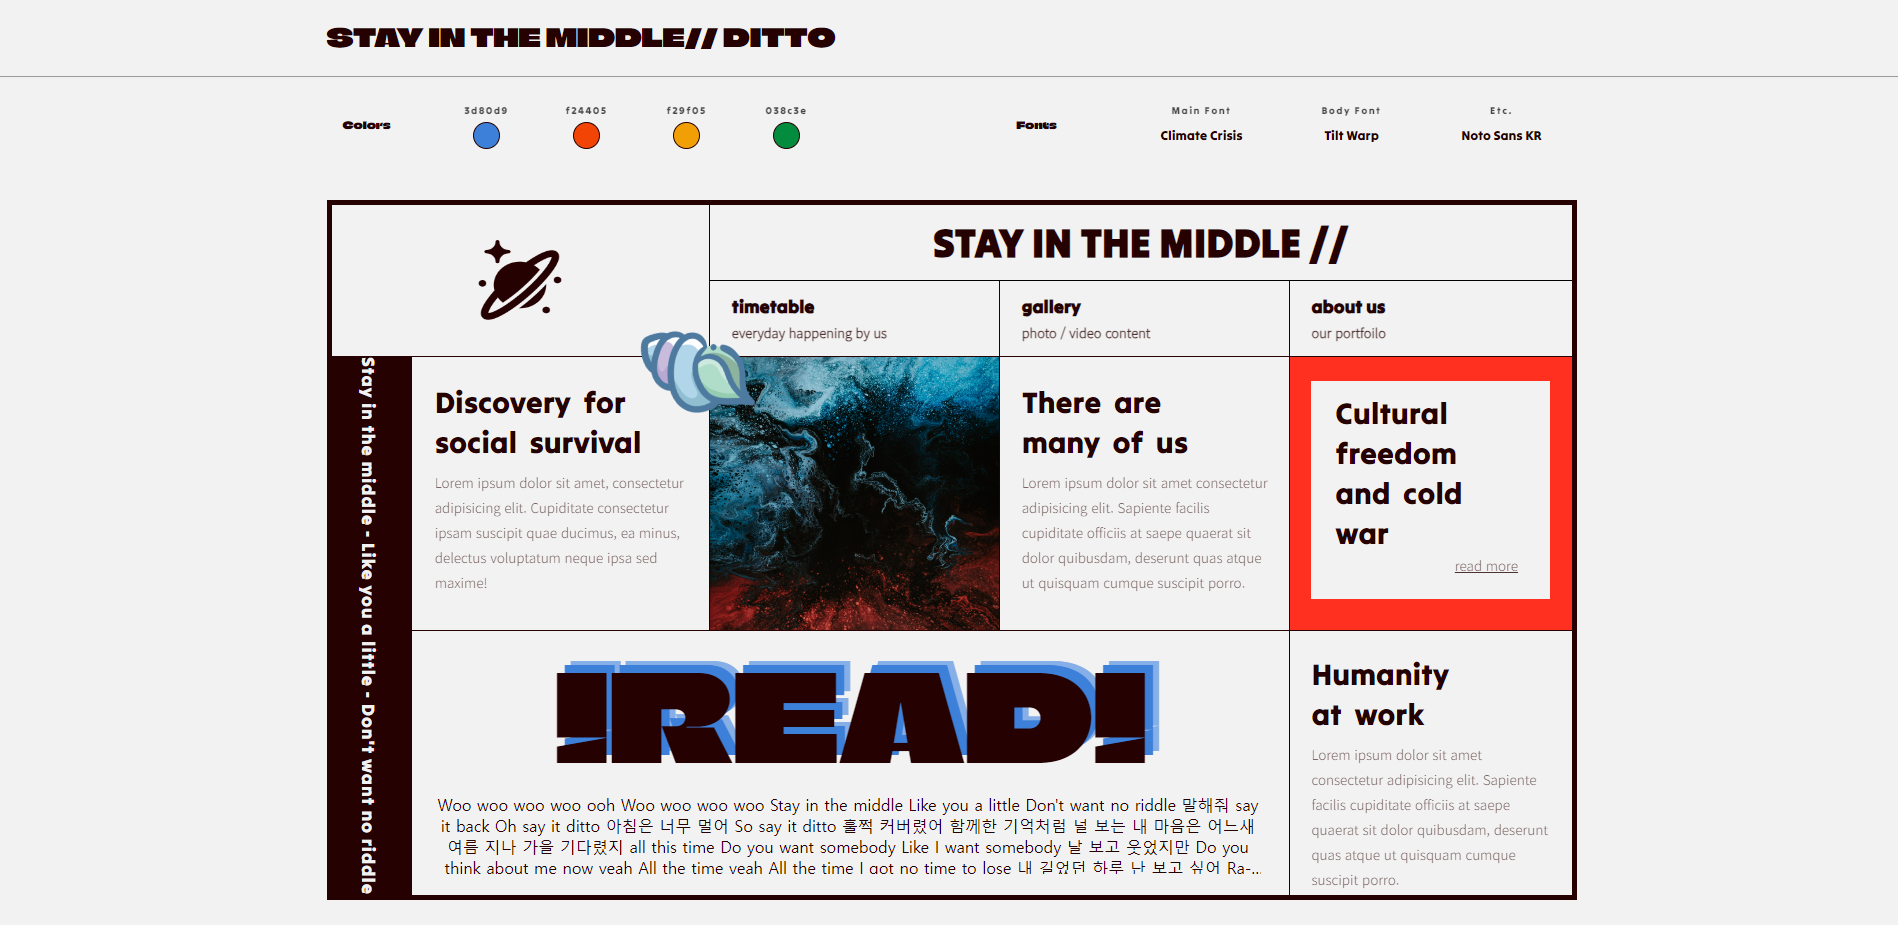 STAY IN THE MIDDLE// DITTO
Colors
3d80d9
f24405
f29f05
038c3e
Fonts
Main Font
Climate Crisis
Body Font
Tilt Warp
Etc.
Noto Sans KR
STAY IN THE MIDDLE //
timetable
everyday happening by us
gallery
photo / video content
about us
our portfoilo
Stay in the middle - Like you a little - Don't want no riddle
Discovery for
social survival
Lorem ipsum dolor sit amet, consectetur
adipisicing elit. Cupiditate consectetur
ipsam suscipit quae ducimus, ea minus,
delectus voluptatum neque ipsa sed
maxime!
There are
many of us
Lorem ipsum dolor sit amet consectetur
adipisicing elit. Sapiente facilis
cupiditate officiis at saepe quaerat sit
dolor quibusdam, deserunt quas atque
ut quisquam cumque suscipit porro.
Cultural
freedom
and cold
war
read more
!READ!
Woo woo woo woo ooh Woo woo woo woo Stay in the middle Like you a little Don't want no riddle 말해줘 say
it back Oh say it ditto 아침은 너무 멀어 So say it ditto 훌쩍 커버렸어 함께한 기억처럼 널 보는 내 마음은 어느새
여름 지나 가을 기다렸지 all this time Do you want somebody Like I want somebody 날 보고 웃었지만 Do you
think about me now yeah All the time yeah All the time I got no time to lose 내 길었던 하루 난 보고 싶어 Ra-...
Humanity
at work
Lorem ipsum dolor sit amet
consectetur adipisicing elit. Sapiente
facilis cupiditate officiis at saepe
quaerat sit dolor quibusdam, deserunt
quas atque ut quisquam cumque
suscipit porro.